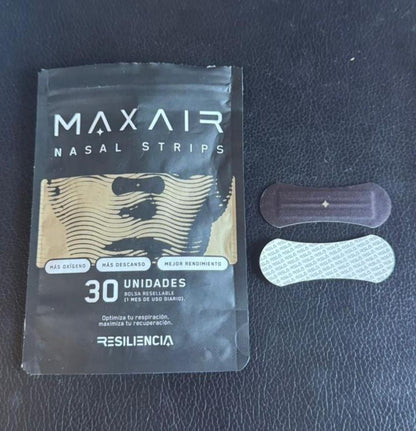 MAXAIR
NASAL STRIPS
MÁS OXÍGENO
MÁS DESCANSO
MEJOR RENDIMIENTO
30 UNIDADES
BOLSA RESELLABLE
(1 MES DE USO DIARIO).
Optimiza tu respiración,
maximiza tu recuperación.
RESILIENCIA